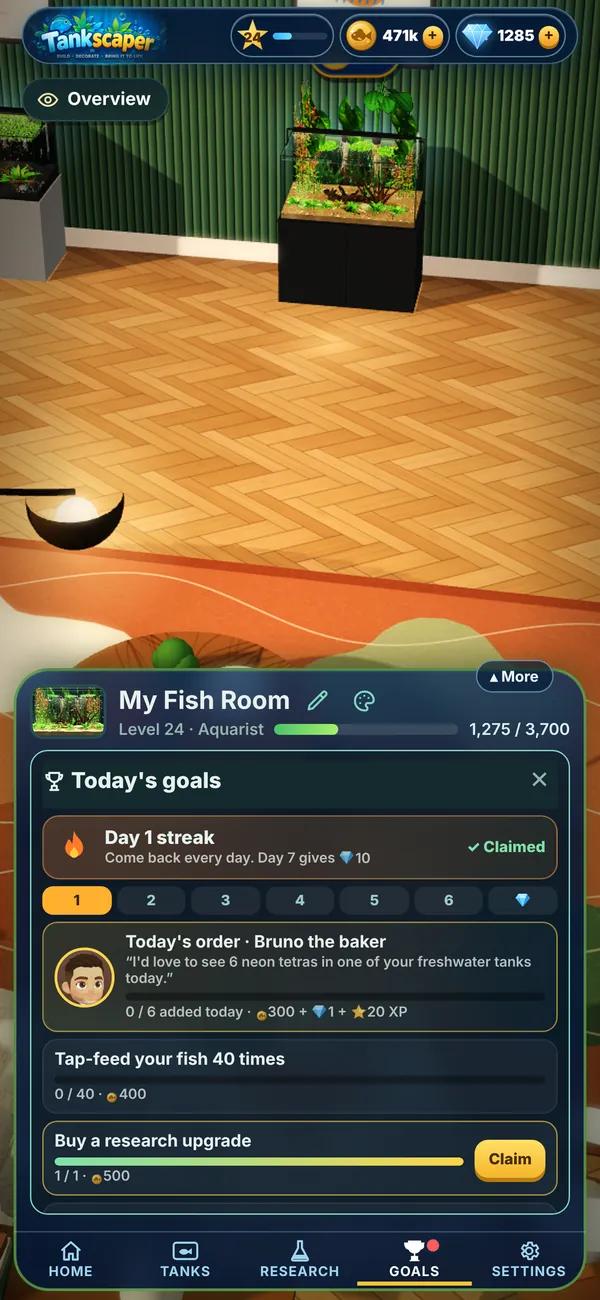 Tankscaper
BUILD • DECORATE • BRING IT TO LIFE
24
471k +
1285 +
Overview
▴ More
My Fish Room
Level 24 · Aquarist
1,275 / 3,700
Today's goals
Day 1 streak
Come back every day. Day 7 gives 💎10
✓ Claimed
1 2 3 4 5 6
Today's order · Bruno the baker
“I'd love to see 6 neon tetras in one of your freshwater tanks
today.”
0 / 6 added today · 300 + 💎1 + ⭐20 XP
Tap-feed your fish 40 times
0 / 40 · 400
Buy a research upgrade
Claim
1 / 1 · 500
HOME
TANKS
RESEARCH
GOALS
SETTINGS